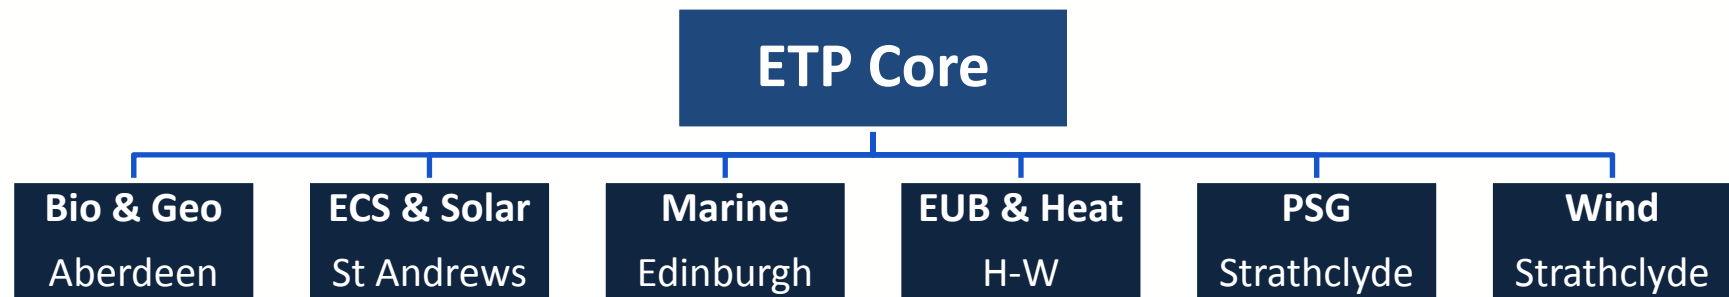 ETP Core
Bio & Geo
Aberdeen
ECS & Solar
St Andrews
Marine
Edinburgh
EUB & Heat
H-W
PSG
Strathclyde
Wind
Strathclyde